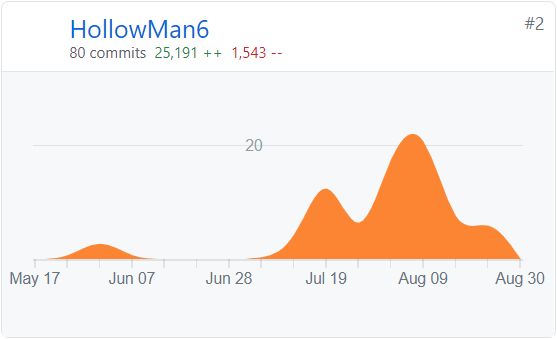 HollowMan6
#2
80 commits 25,191 ++ 1,543 --
20
May 17 Jun 07 Jun 28 Jul 19 Aug 09 Aug 30